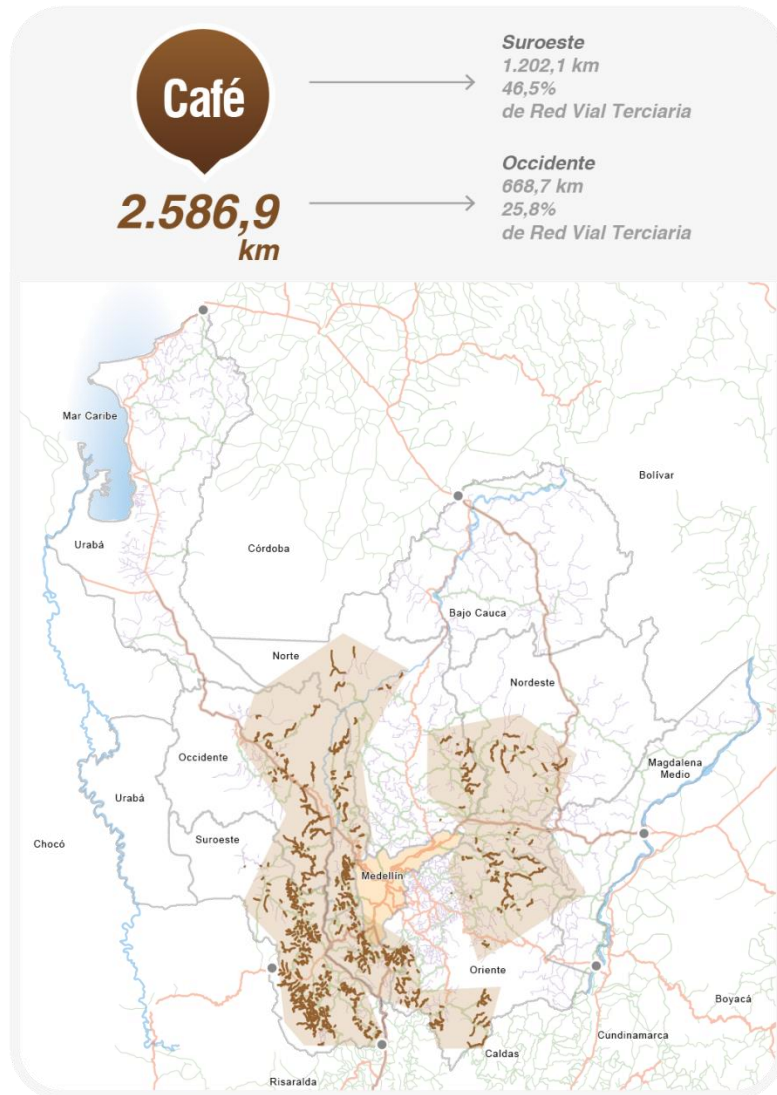 Café
2.586,9
km
Suroeste
1.202,1 km
46,5%
de Red Vial Terciaria
Occidente
668,7 km
25,8%
de Red Vial Terciaria
Mar Caribe
Bolívar
Urabá
Córdoba
Bajo Cauca
Norte
Nordeste
Occidente
Magdalena
Medio
Urabá
Suroeste
Chocó
Medellín
Oriente
Boyacá
Cundinamarca
Caldas
Risaralda